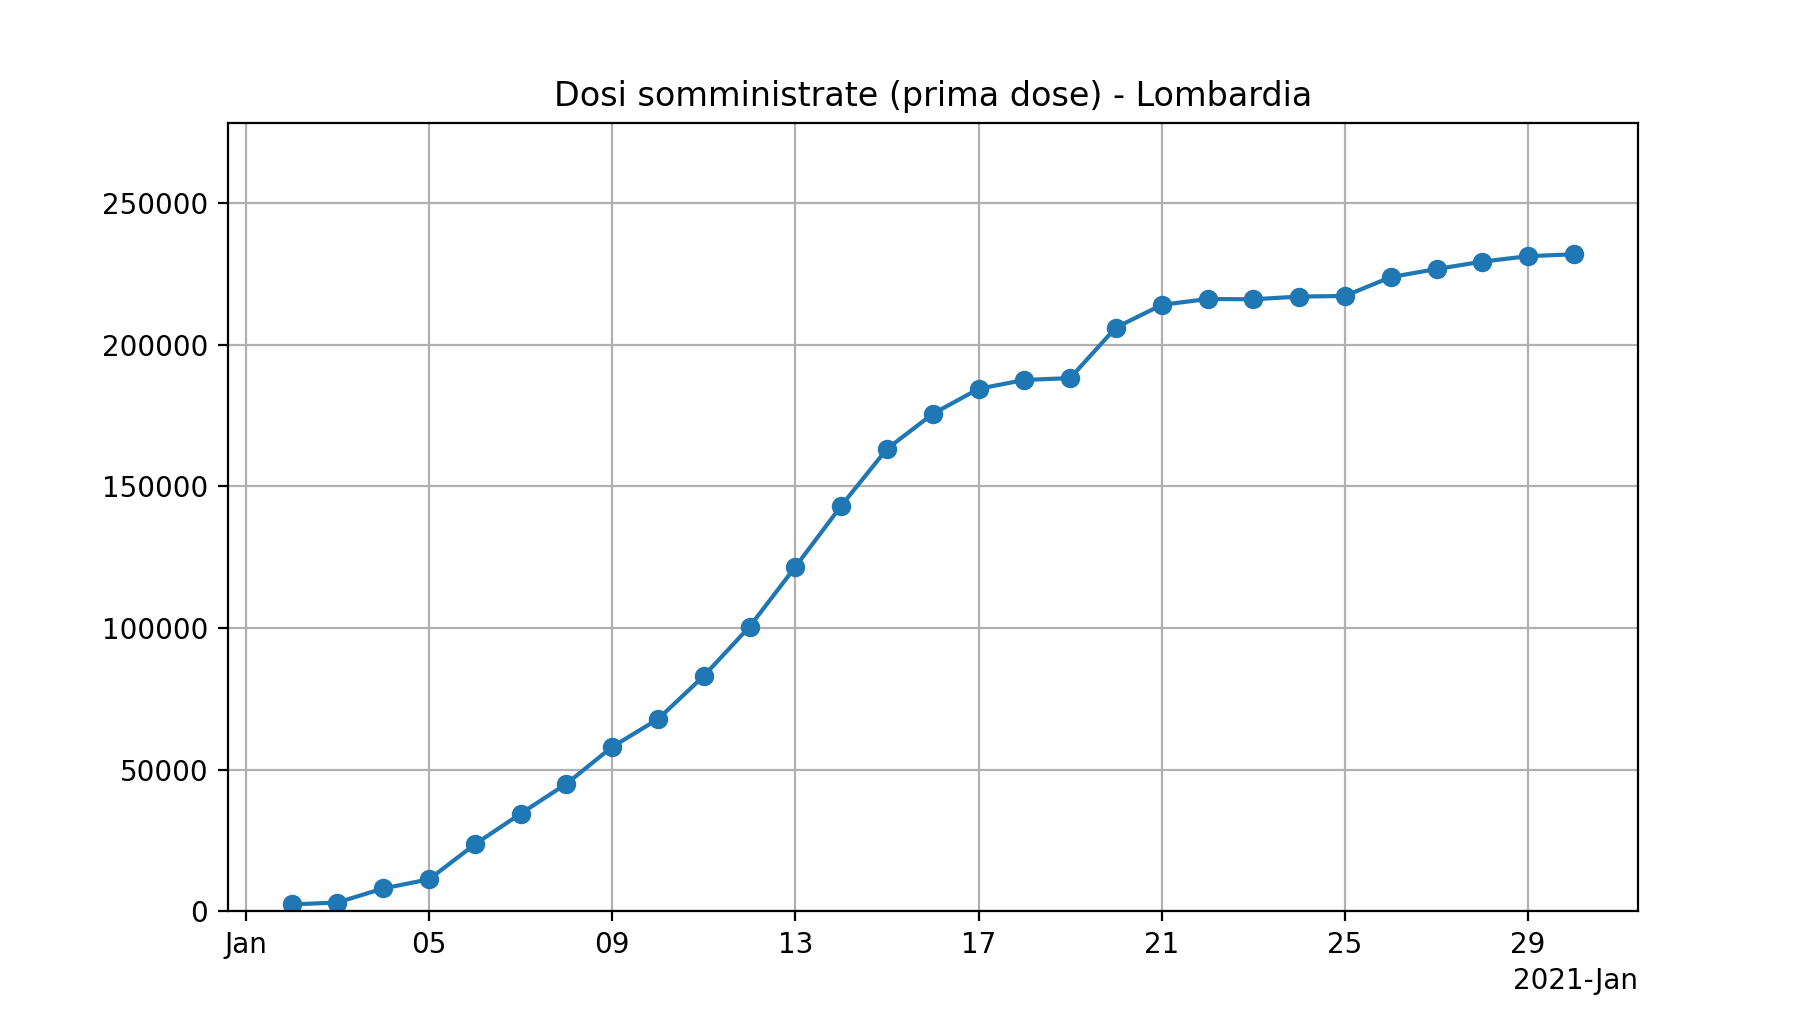 Dosi somministrate (prima dose) - Lombardia
250000
200000
150000
100000
50000
0
Jan 05 09 13 17 21 25 29
2021-Jan